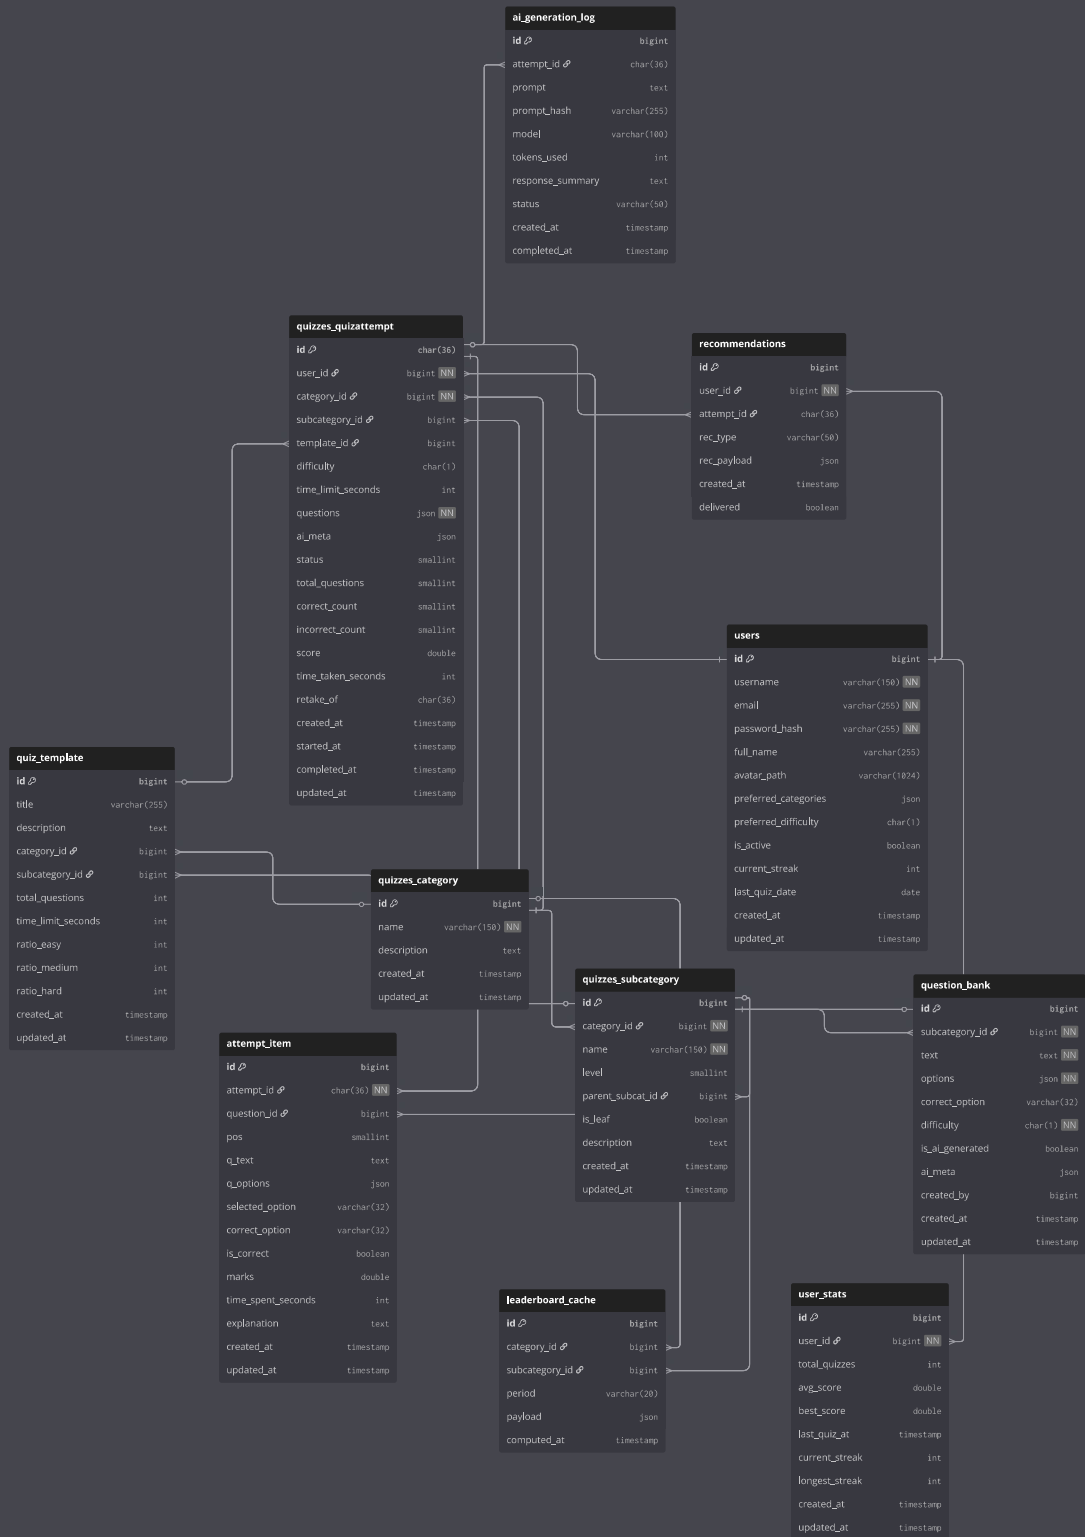 ai_generation_log
id bigint
attempt_id char(36)
prompt text
prompt_hash varchar(255)
model varchar(100)
tokens_used int
response_summary text
status varchar(50)
created_at timestamp
completed_at timestamp
quizzes_quizattempt
id char(36)
user_id bigint NN
category_id bigint NN
subcategory_id bigint
template_id bigint
difficulty char(1)
time_limit_seconds int
questions json NN
ai_meta json
status smallint
total_questions smallint
correct_count smallint
incorrect_count smallint
score double
time_taken_seconds int
retake_of char(36)
created_at timestamp
started_at timestamp
completed_at timestamp
updated_at timestamp
recommendations
id bigint
user_id bigint NN
attempt_id char(36)
rec_type varchar(50)
rec_payload json
created_at timestamp
delivered boolean
users
id bigint
username varchar(150) NN
email varchar(255) NN
password_hash varchar(255) NN
full_name varchar(255)
avatar_path varchar(1024)
preferred_categories json
preferred_difficulty char(1)
is_active boolean
current_streak int
last_quiz_date date
created_at timestamp
updated_at timestamp
quiz_template
id bigint
title varchar(255)
description text
category_id bigint
subcategory_id bigint
total_questions int
time_limit_seconds int
ratio_easy int
ratio_medium int
ratio_hard int
created_at timestamp
updated_at timestamp
quizzes_category
id bigint
name varchar(150) NN
description text
created_at timestamp
updated_at timestamp
quizzes_subcategory
id bigint
category_id bigint NN
name varchar(150) NN
level smallint
parent_subcat_id bigint
is_leaf boolean
description text
created_at timestamp
updated_at timestamp
question_bank
id bigint
subcategory_id bigint NN
text text NN
options json NN
correct_option varchar(32)
difficulty char(1) NN
is_ai_generated boolean
ai_meta json
created_by bigint
created_at timestamp
updated_at timestamp
attempt_item
id bigint
attempt_id char(36) NN
question_id bigint
pos smallint
q_text text
q_options json
selected_option varchar(32)
correct_option varchar(32)
is_correct boolean
marks double
time_spent_seconds int
explanation text
created_at timestamp
updated_at timestamp
leaderboard_cache
id bigint
category_id bigint
subcategory_id bigint
period varchar(20)
payload json
computed_at timestamp
user_stats
id bigint
user_id bigint NN
total_quizzes int
avg_score double
best_score double
last_quiz_at timestamp
current_streak int
longest_streak int
created_at timestamp
updated_at timestamp